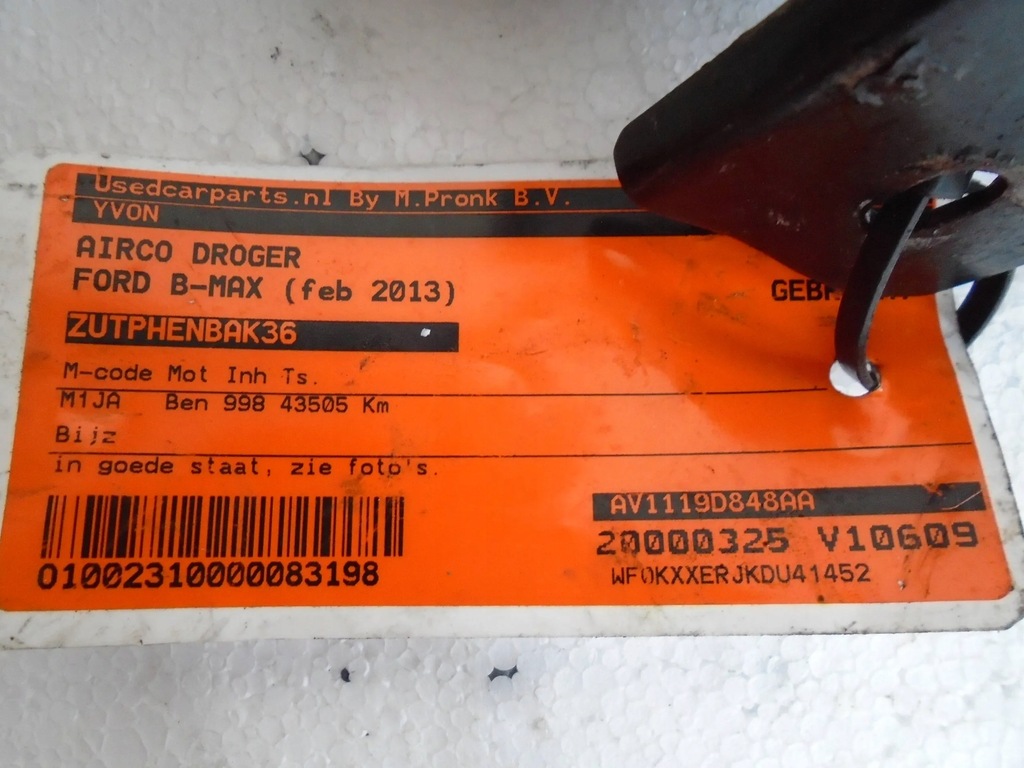 Usedcarparts.nl By M.Pronk B.V.
YVON
AIRCO DROGER
FORD B-MAX (feb 2013)
ZUTPHENBAK36
M-code Mot Inh Ts.
M1JA Ben 998 43505 Km
Bijz
in goede staat, zie foto's.
01002310000083198
AV1119D848AA
20000325 V10609
WF0KXXERJKDU41452